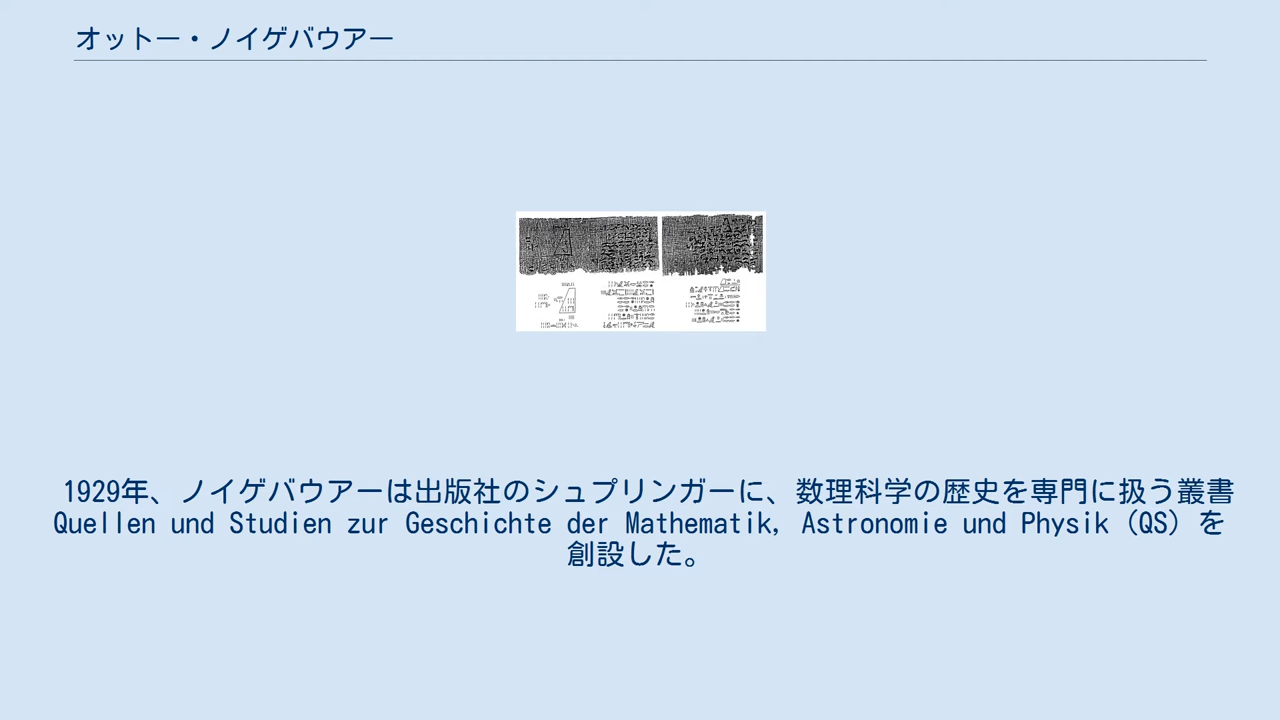 オットー・ノイゲバウアー
1929年、ノイゲバウアーは出版社のシュプリンガーに、数理科学の歴史を専門に扱う叢書
Quellen und Studien zur Geschichte der Mathematik, Astronomie und Physik (QS) を
創設した。